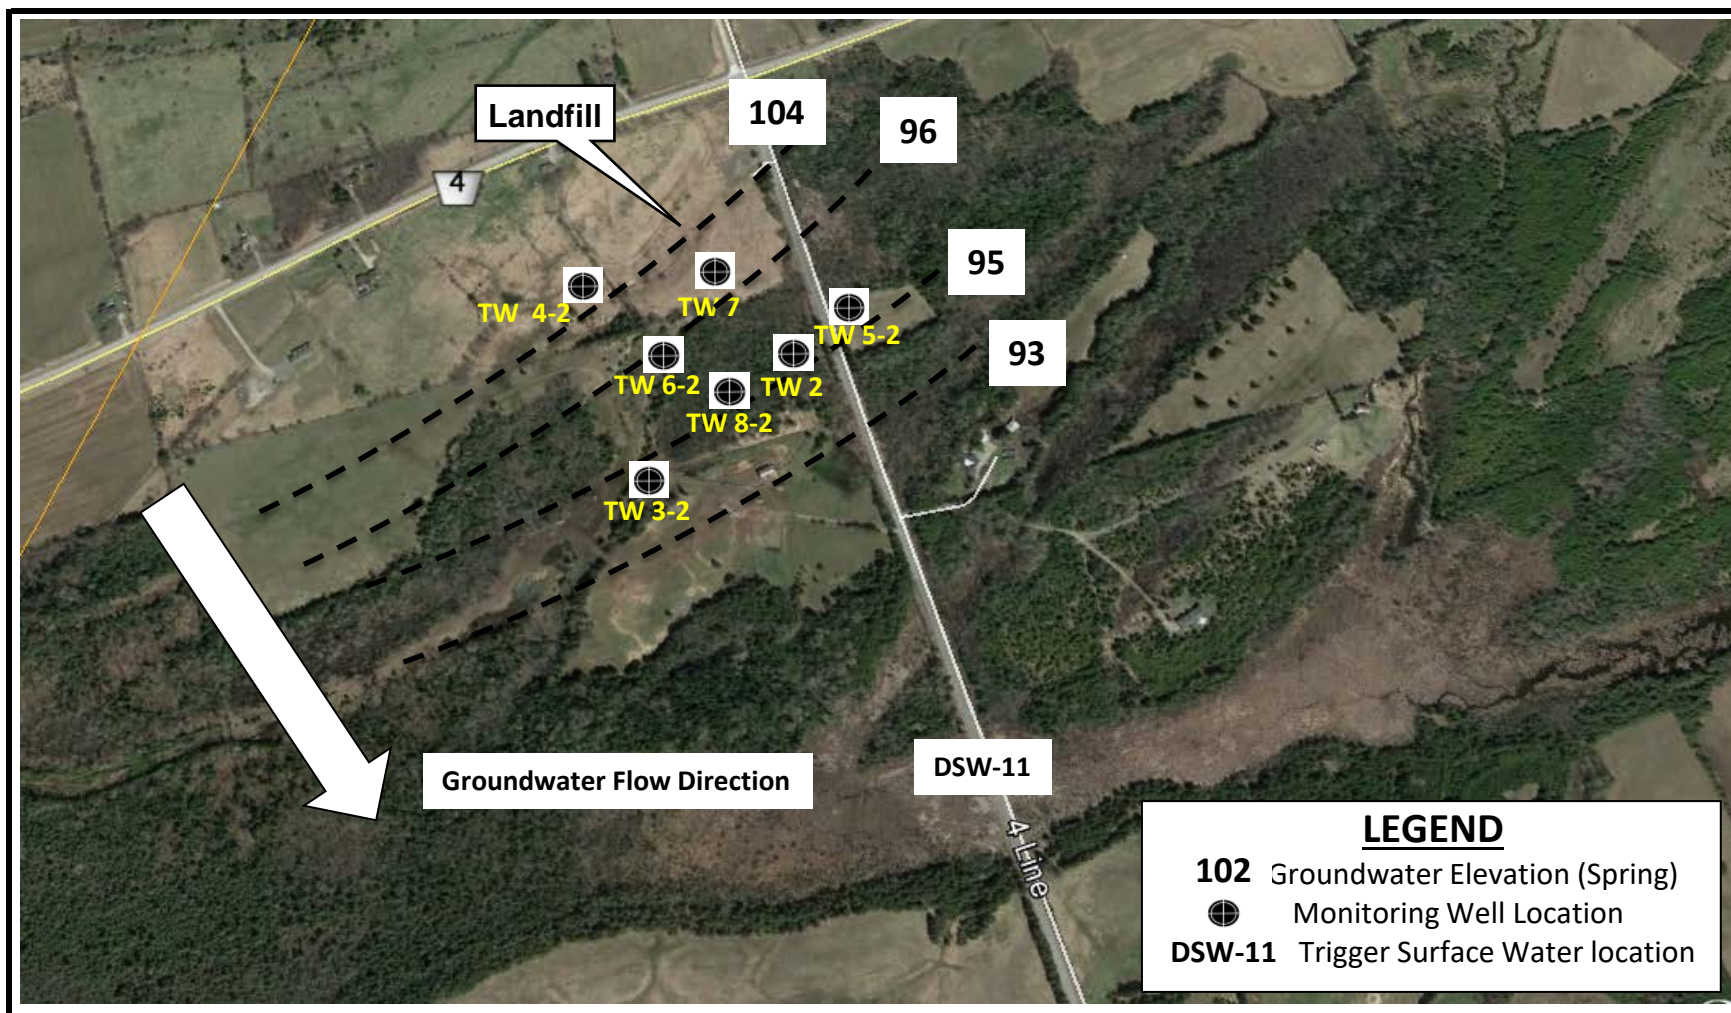 Landfill
104
96
4
95
TW 4-2
TW 7
TW 5-2
93
TW 6-2
TW 2
TW 8-2
TW 3-2
DSW-11
Groundwater Flow Direction
4 Line
LEGEND
102 Groundwater Elevation (Spring)
Monitoring Well Location
DSW-11 Trigger Surface Water location